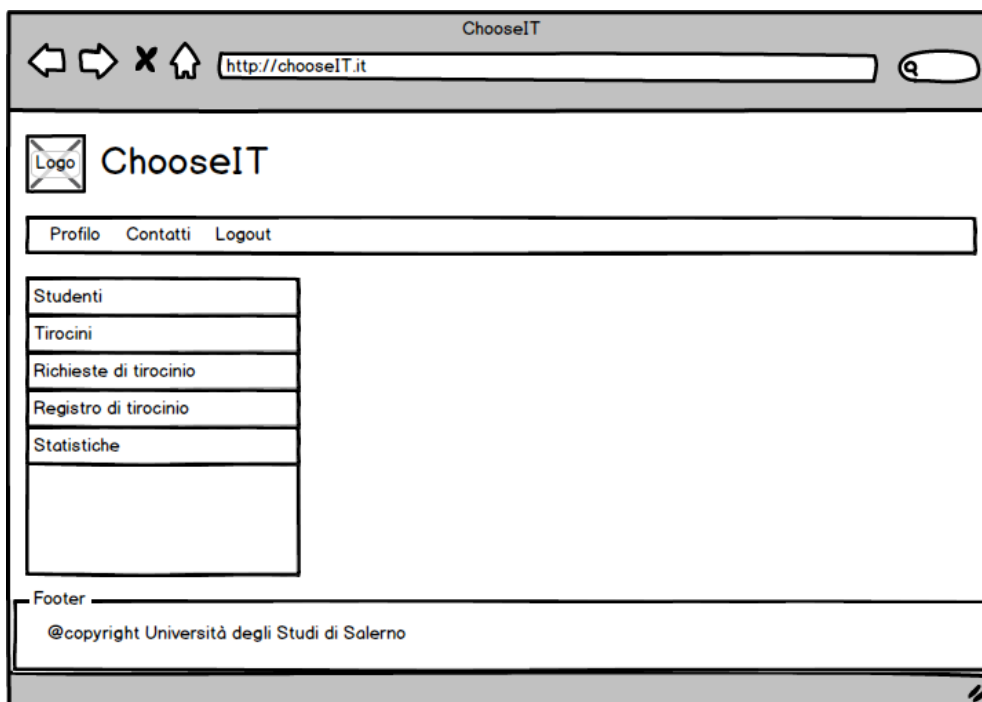 ChooseIT
http://chooseIT.it
Logo
ChooseIT
Profilo Contatti Logout
Studenti
Tirocini
Richieste di tirocinio
Registro di tirocinio
Statistiche
Footer
@copyright Università degli Studi di Salerno